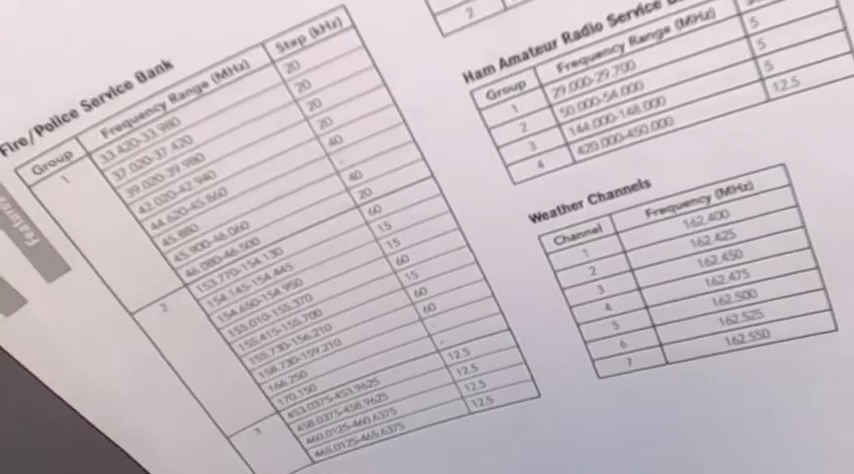 Fire/Police Service Bank
Group Frequency Range (MHz) Step (kHz)
1 33.420-33.980 20
37.020-37.420 20
39.020-39.980 20
42.020-42.940 20
44.620-45.860 40
45.880 -
45.900-46.060 40
46.080-46.500 20
2 153.770-154.130 60
154.145-154.445 15
154.650-154.950 15
155.010-155.370 60
155.415-155.700 15
155.730-156.210 60
158.730-159.210 60
166.250 -
170.150 -
3 453.0375-453.9625 12.5
458.0375-458.9625 12.5
460.0125-460.6375 12.5
465.0125-465.6375 12.5
Features
2
Ham Amateur Radio Service
Group Frequency Range (MHz)
1 29.000-29.700 5
2 50.000-54.000 5
3 144.000-148.000 5
4 420.000-450.000 12.5
Weather Channels
Channel Frequency (MHz)
1 162.400
2 162.425
3 162.450
4 162.475
5 162.500
6 162.525
7 162.550